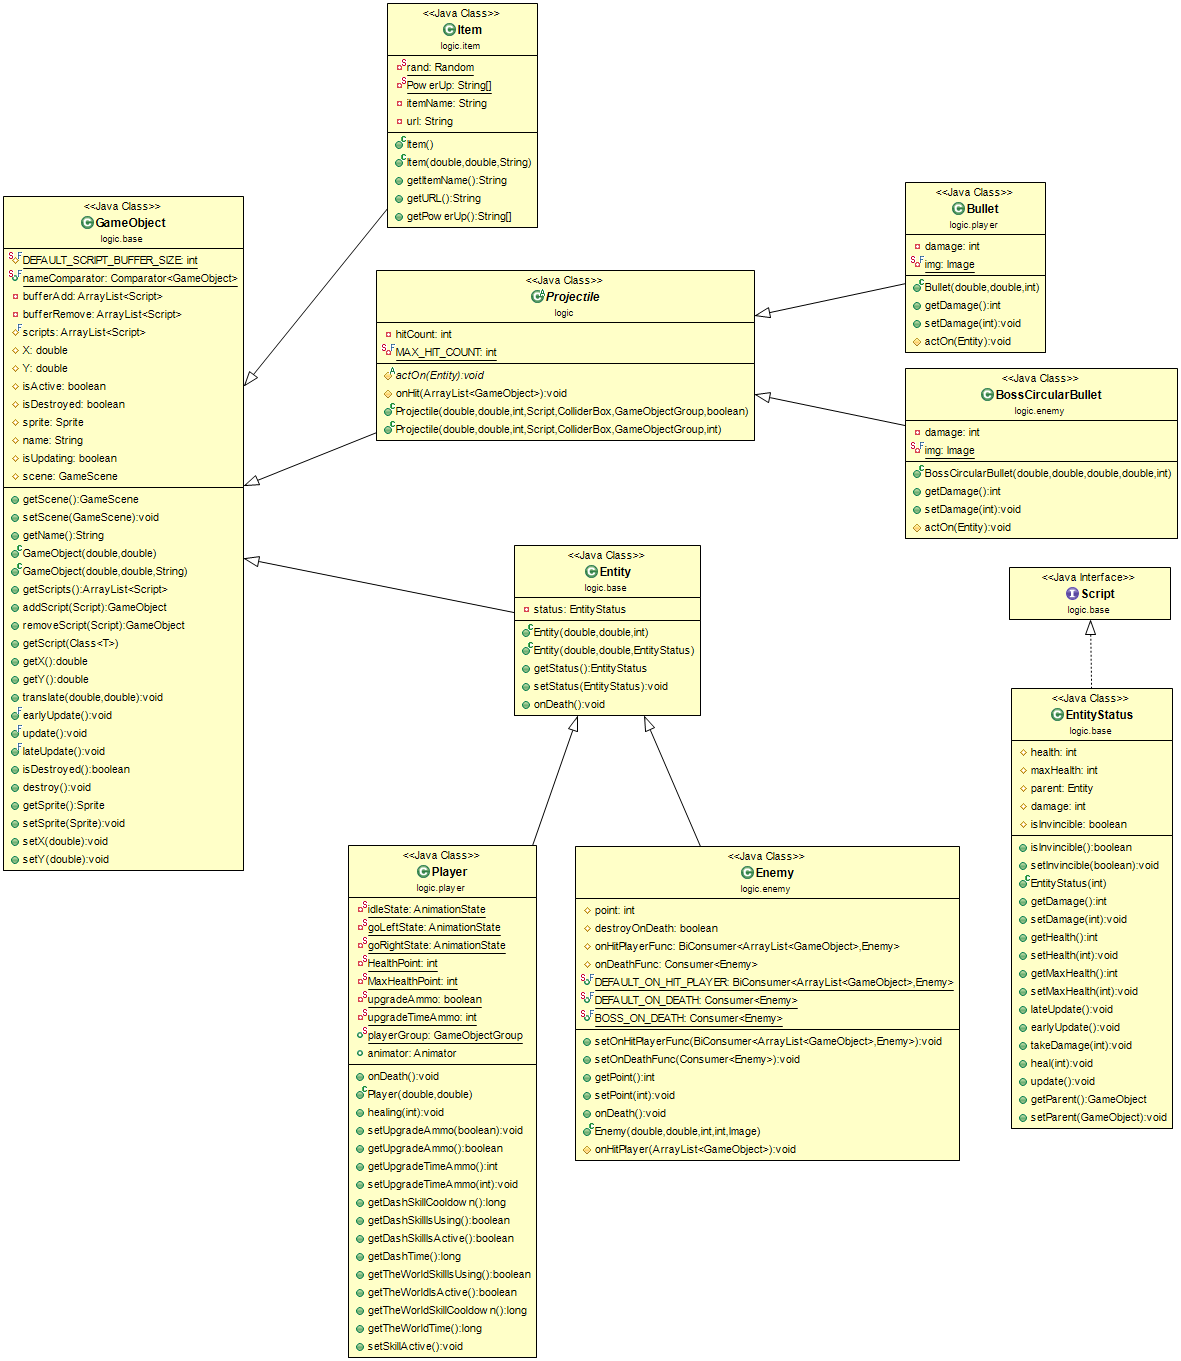 <<Java Class>>
Item
logic.item
rand: Random
PowerUp: String[]
itemName: String
url: String
Item()
Item(double,double,String)
getItemName():String
getURL():String
getPowerUp():String[]
<<Java Class>>
GameObject
logic.base
DEFAULT_SCRIPT_BUFFER_SIZE: int
nameComparator: Comparator<GameObject>
bufferAdd: ArrayList<Script>
bufferRemove: ArrayList<Script>
scripts: ArrayList<Script>
X: double
Y: double
isActive: boolean
isDestroyed: boolean
sprite: Sprite
name: String
isUpdating: boolean
scene: GameScene
getScene():GameScene
setScene(GameScene):void
getName():String
GameObject(double,double)
GameObject(double,double,String)
getScripts():ArrayList<Script>
addScript(Script):GameObject
removeScript(Script):GameObject
getScript(Class<T>)
getX():double
getY():double
translate(double,double):void
earlyUpdate():void
update():void
lateUpdate():void
isDestroyed():boolean
destroy():void
getSprite():Sprite
setSprite(Sprite):void
setX(double):void
setY(double):void
<<Java Class>>
Projectile
logic
hitCount: int
MAX_HIT_COUNT: int
actOn(Entity):void
onHit(ArrayList<GameObject>):void
Projectile(double,double,int,Script,ColliderBox,GameObjectGroup,boolean)
Projectile(double,double,int,Script,ColliderBox,GameObjectGroup,int)
<<Java Class>>
Bullet
logic.player
damage: int
img: Image
Bullet(double,double,int)
getDamage():int
setDamage(int):void
actOn(Entity):void
<<Java Class>>
BossCircularBullet
logic.enemy
damage: int
img: Image
BossCircularBullet(double,double,double,double,int)
getDamage():int
setDamage(int):void
actOn(Entity):void
<<Java Class>>
Entity
logic.base
status: EntityStatus
Entity(double,double,int)
Entity(double,double,EntityStatus)
getStatus():EntityStatus
setStatus(EntityStatus):void
onDeath():void
<<Java Interface>>
Script
logic.base
<<Java Class>>
EntityStatus
logic.base
health: int
maxHealth: int
parent: Entity
damage: int
isInvincible: boolean
isInvincible():boolean
setInvincible(boolean):void
EntityStatus(int)
getDamage():int
setDamage(int):void
getHealth():int
setHealth(int):void
getMaxHealth():int
setMaxHealth(int):void
lateUpdate():void
earlyUpdate():void
takeDamage(int):void
heal(int):void
update():void
getParent():GameObject
setParent(GameObject):void
<<Java Class>>
Player
logic.player
idleState: AnimationState
goLeftState: AnimationState
goRightState: AnimationState
HealthPoint: int
MaxHealthPoint: int
upgradeAmmo: boolean
upgradeTimeAmmo: int
playerGroup: GameObjectGroup
animator: Animator
onDeath():void
Player(double,double)
healing(int):void
setUpgradeAmmo(boolean):void
getUpgradeAmmo():boolean
getUpgradeTimeAmmo():int
setUpgradeTimeAmmo(int):void
getDashSkillCooldown():long
getDashSkillIsUsing():boolean
getDashSkillIsActive():boolean
getDashTime():long
getTheWorldSkillIsUsing():boolean
getTheWorldIsActive():boolean
getTheWorldSkillCooldown():long
getTheWorldTime():long
setSkillActive():void
<<Java Class>>
Enemy
logic.enemy
point: int
destroyOnDeath: boolean
onHitPlayerFunc: BiConsumer<ArrayList<GameObject>,Enemy>
onDeathFunc: Consumer<Enemy>
DEFAULT_ON_HIT_PLAYER: BiConsumer<ArrayList<GameObject>,Enemy>
DEFAULT_ON_DEATH: Consumer<Enemy>
BOSS_ON_DEATH: Consumer<Enemy>
setOnHitPlayerFunc(BiConsumer<ArrayList<GameObject>,Enemy>):void
setOnDeathFunc(Consumer<Enemy>):void
getPoint():int
setPoint(int):void
onDeath():void
Enemy(double,double,int,int,Image)
onHitPlayer(ArrayList<GameObject>):void